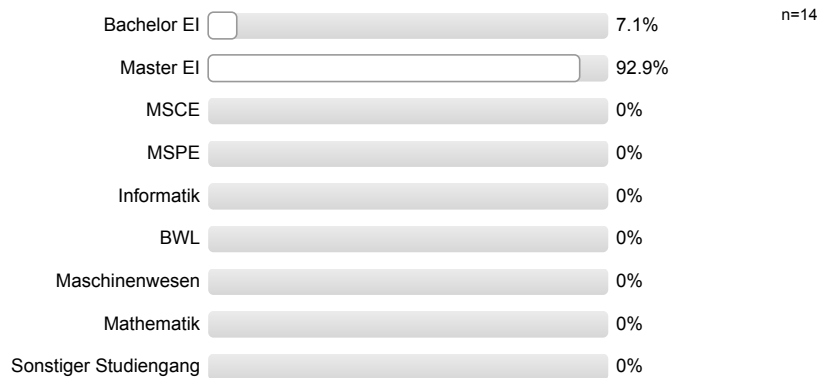 Bachelor EI 7.1% n=14
Master EI 92.9%
MSCE 0%
MSPE 0%
Informatik 0%
BWL 0%
Maschinenwesen 0%
Mathematik 0%
Sonstiger Studiengang 0%